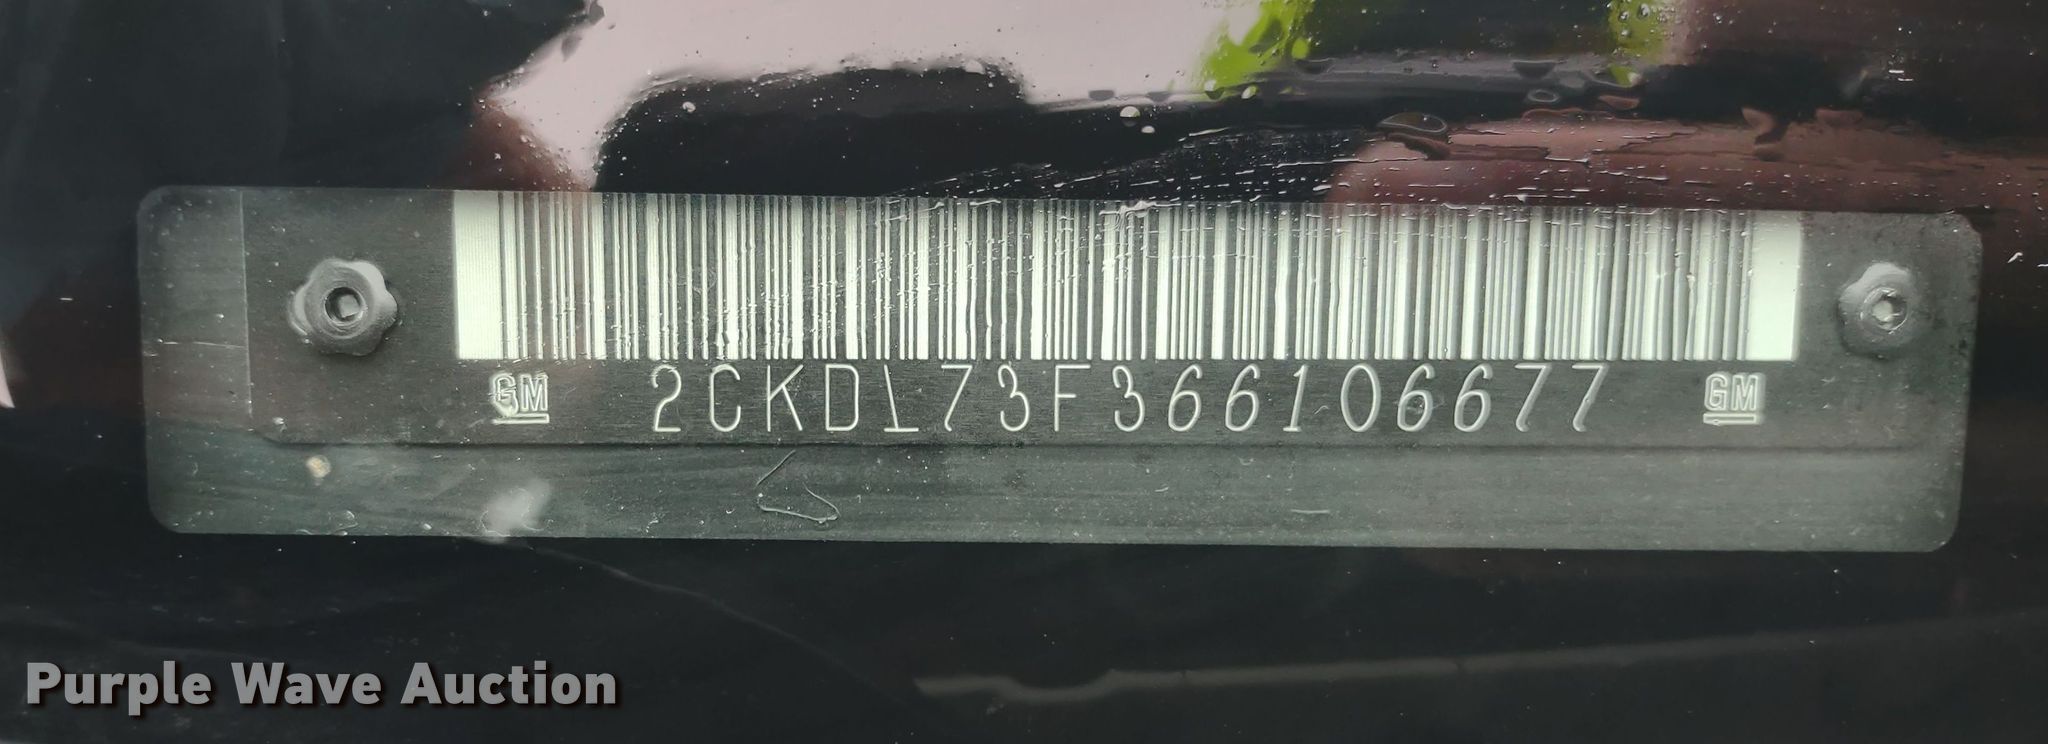 GM 2CKDL73F366106677 GM
Purple Wave Auction